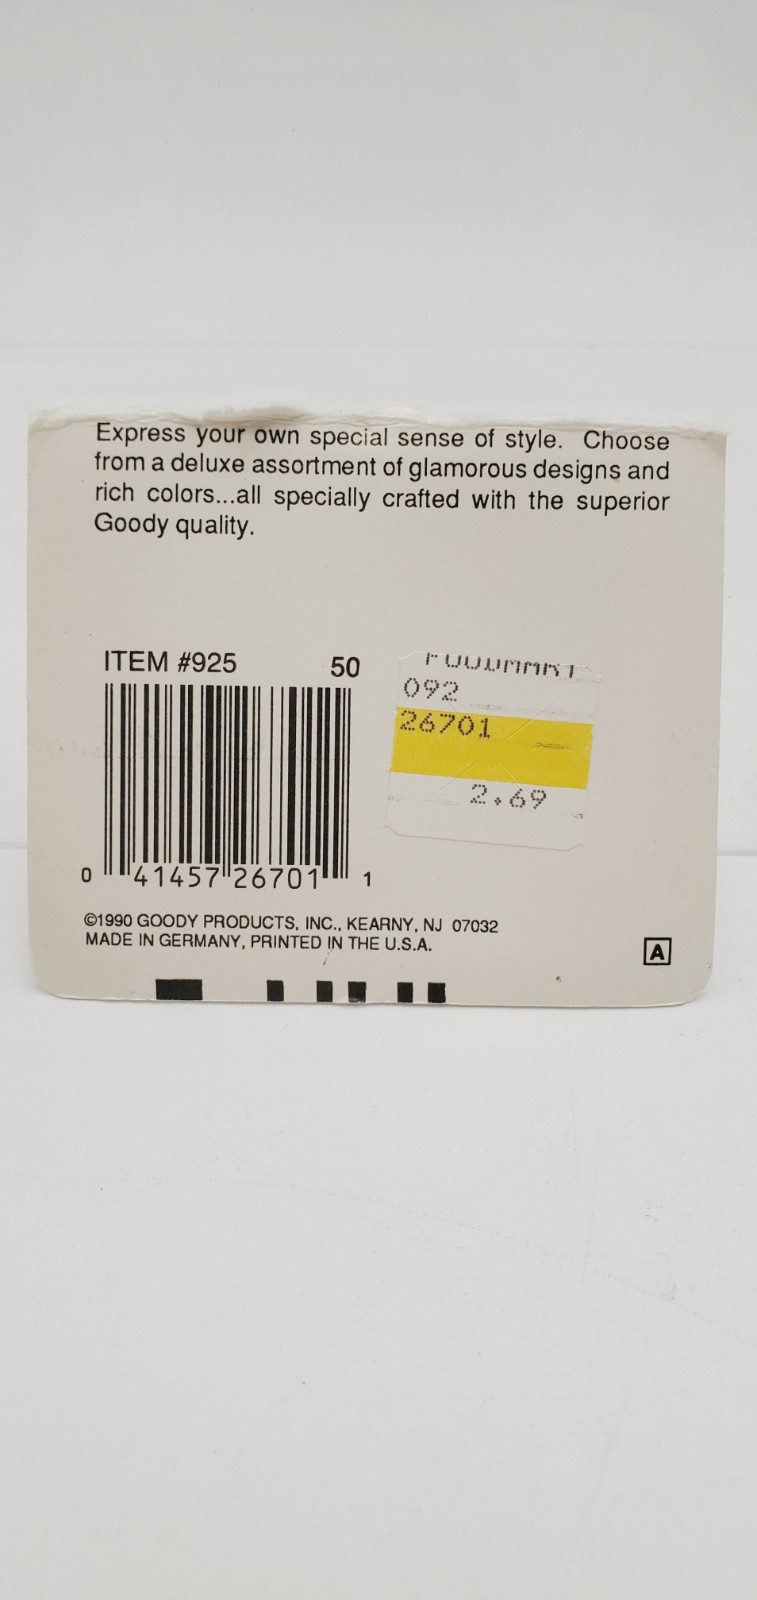 Express your own special sense of style. Choose
from a deluxe assortment of glamorous designs and
rich colors...all specially crafted with the superior
Goody quality.
ITEM #925 50
FOODMART
092
26701
2.69
0 41457 26701 1
©1990 GOODY PRODUCTS, INC., KEARNY, NJ 07032
MADE IN GERMANY, PRINTED IN THE U.S.A.
A